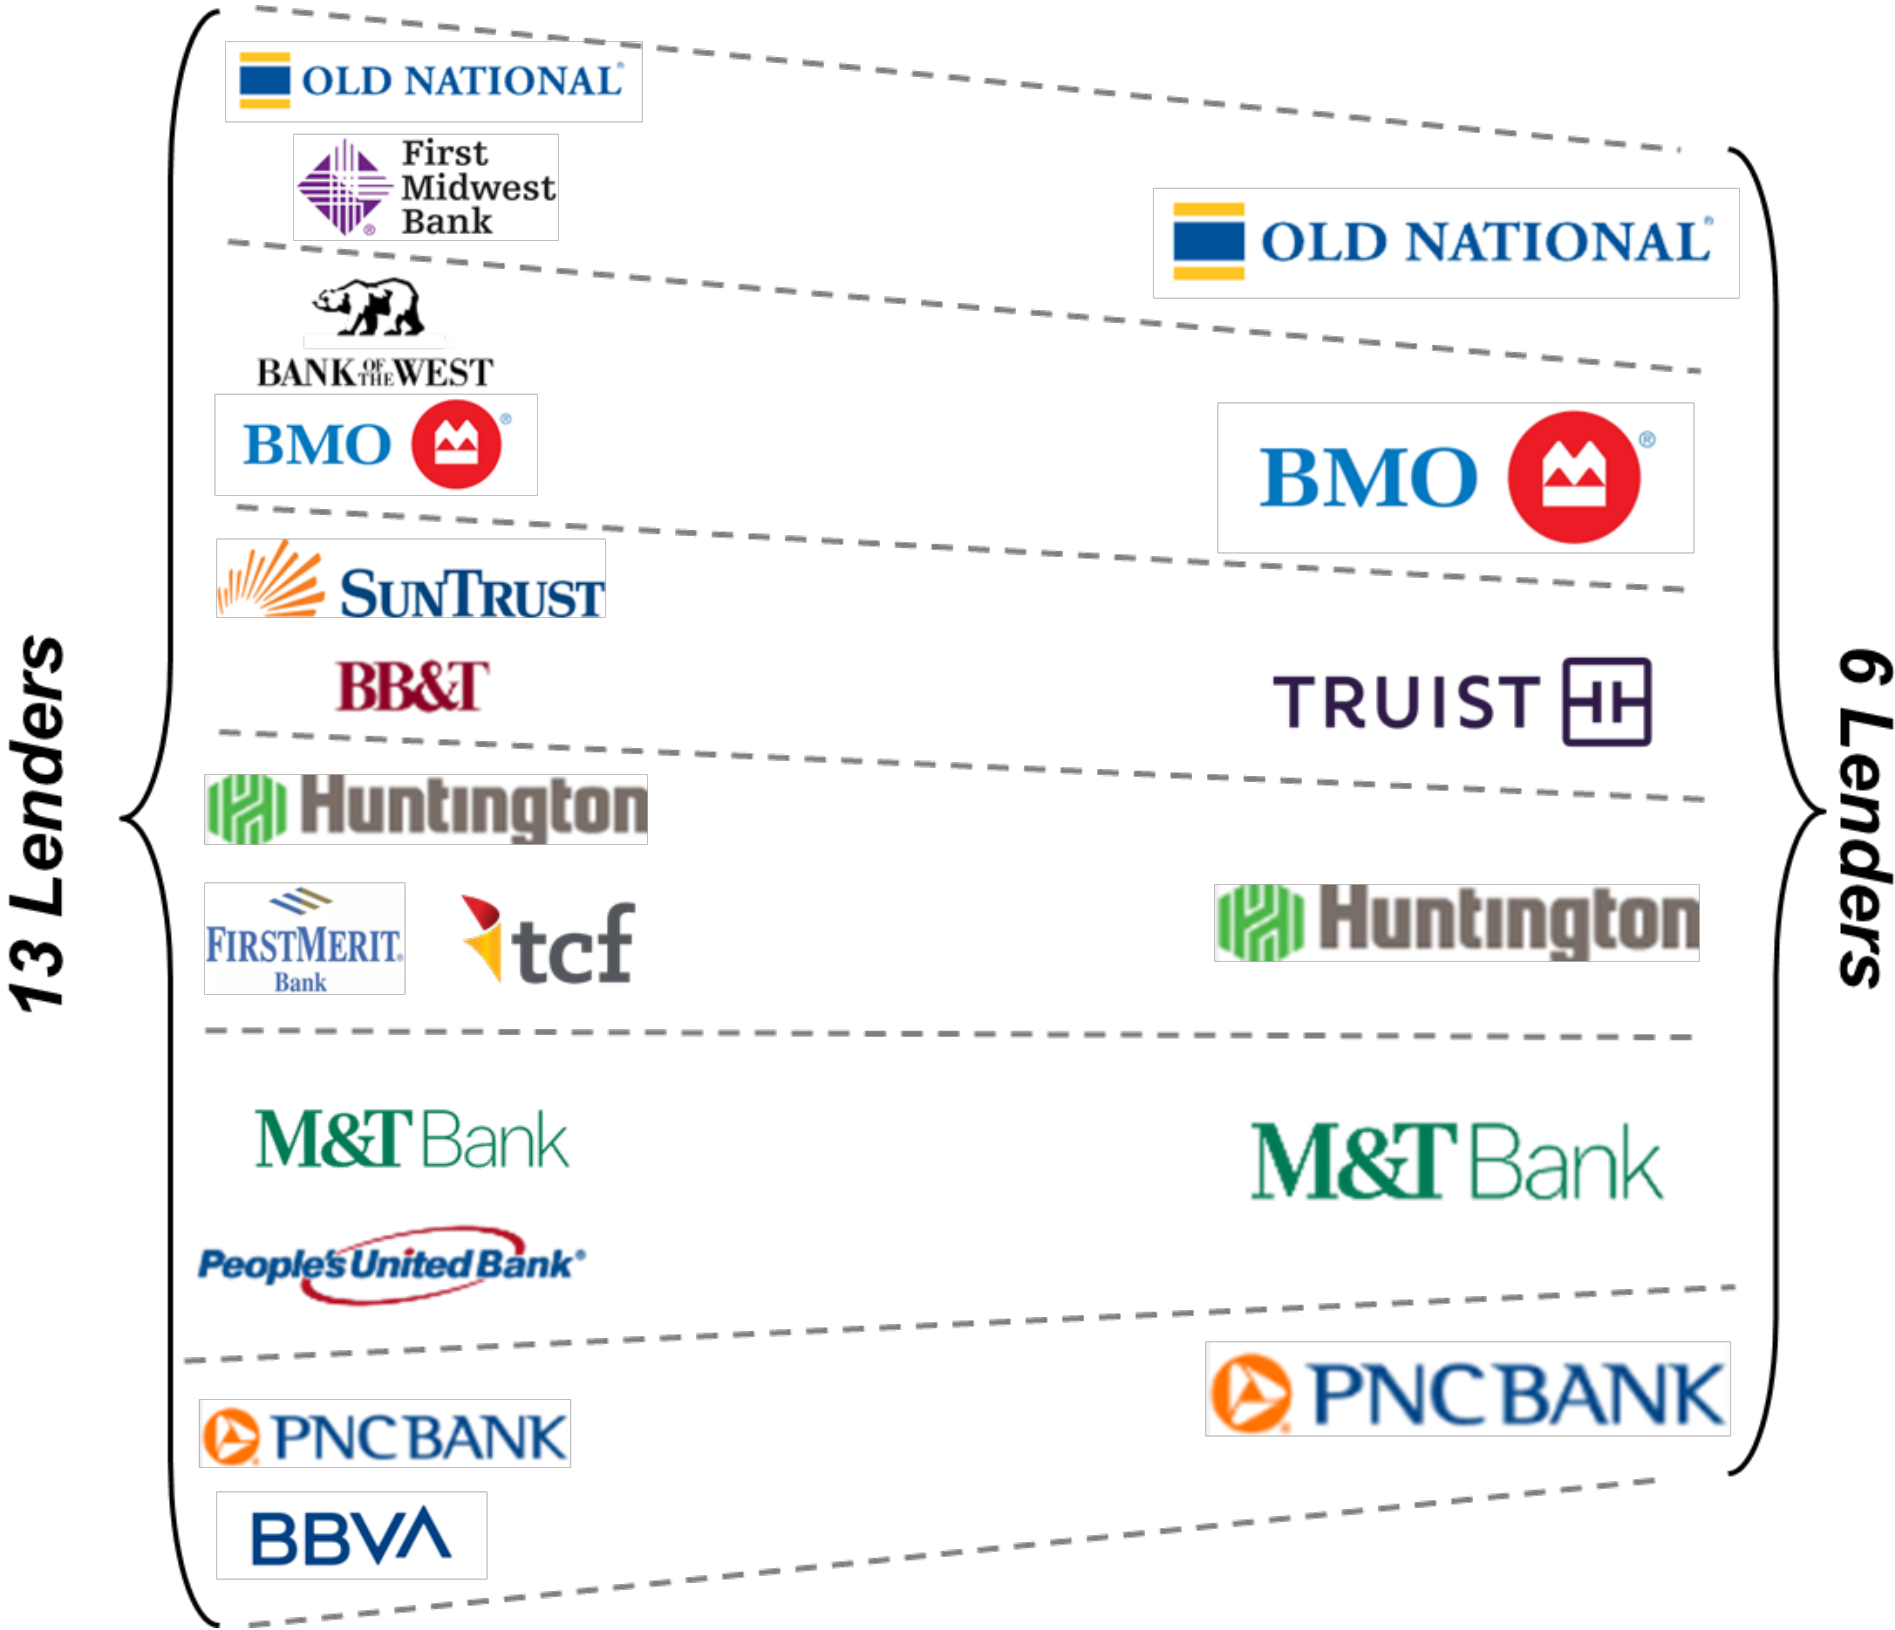 OLD NATIONAL®
First
Midwest
Bank®
BANK OF THE WEST
BMO ®
SUNTRUST
BB&T
Huntington
FIRSTMERIT®
Bank
tcf
M&T Bank
People's United Bank®
PNC BANK
BBVA
13 Lenders
OLD NATIONAL®
BMO ®
TRUIST
Huntington
M&T Bank
PNC BANK
6 Lenders